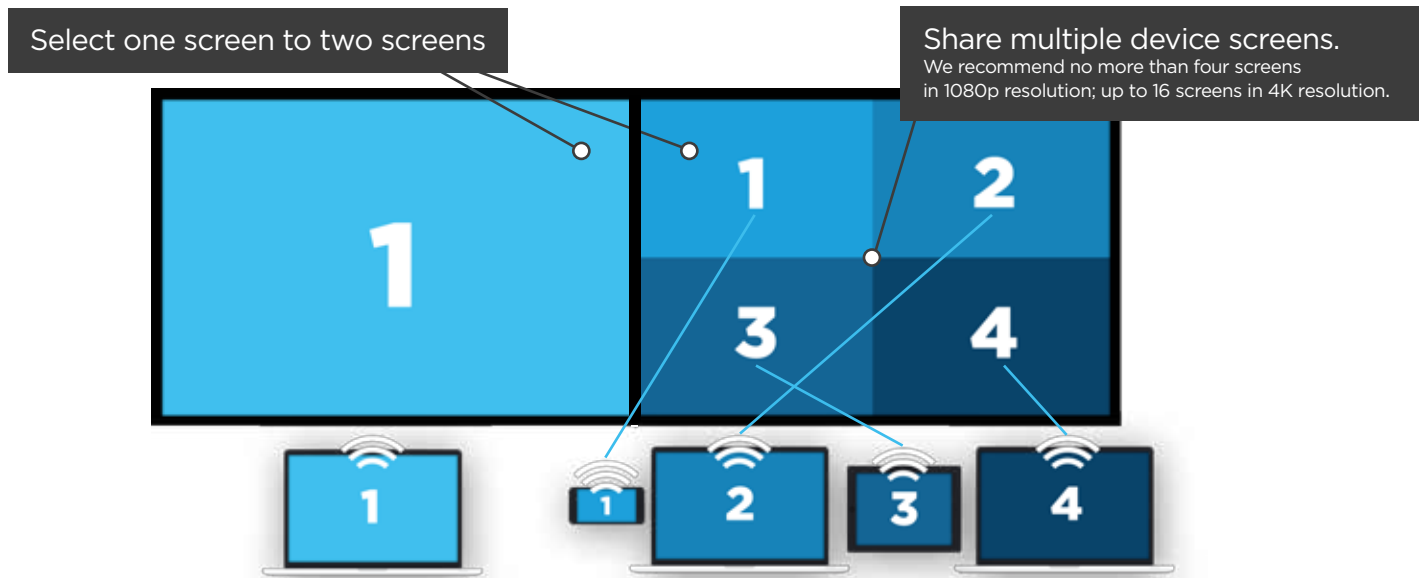 Select one screen to two screens
Share multiple device screens.
We recommend no more than four screens
in 1080p resolution; up to 16 screens in 4K resolution.
1
1
2
3
4
1
1
2
3
4